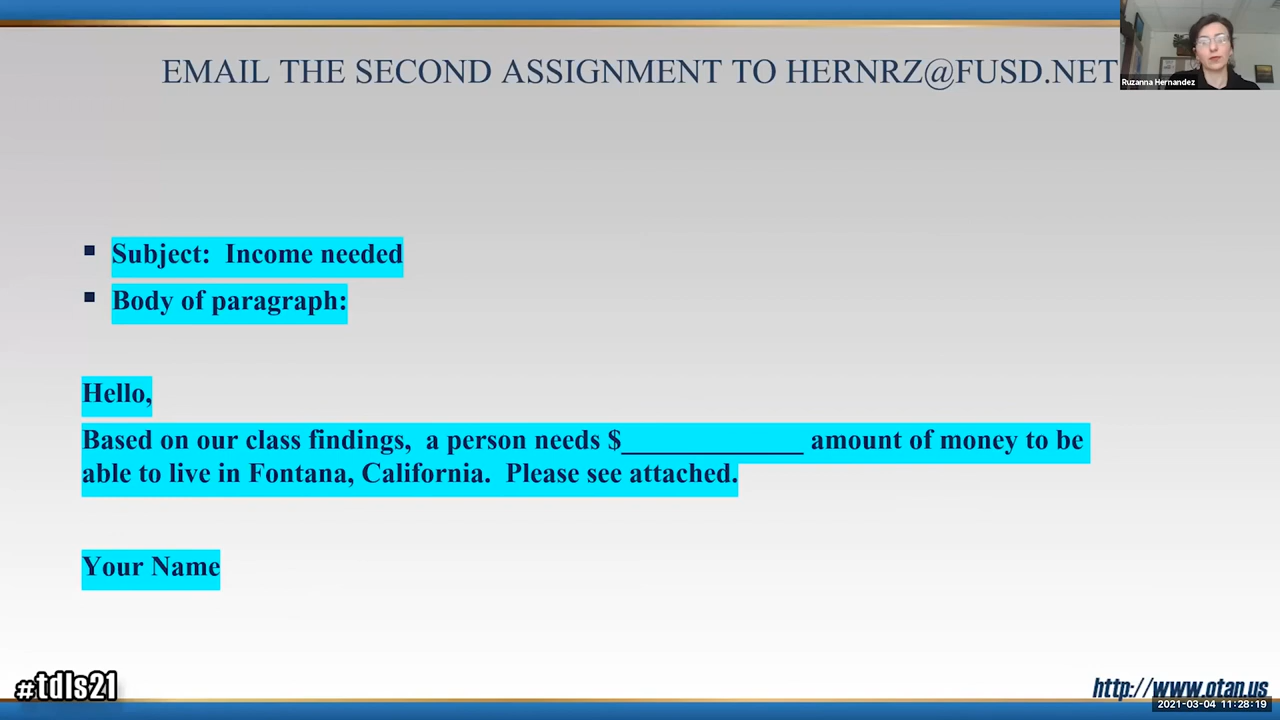 EMAIL THE SECOND ASSIGNMENT TO HERNRZ@FUSD.NET
Ruzanna Hernandez
Subject: Income needed
Body of paragraph:
Hello,
Based on our class findings, a person needs $____________ amount of money to be
able to live in Fontana, California. Please see attached.
Your Name
#tdls21
http://www.otan.us
2021-03-04 11:28:19